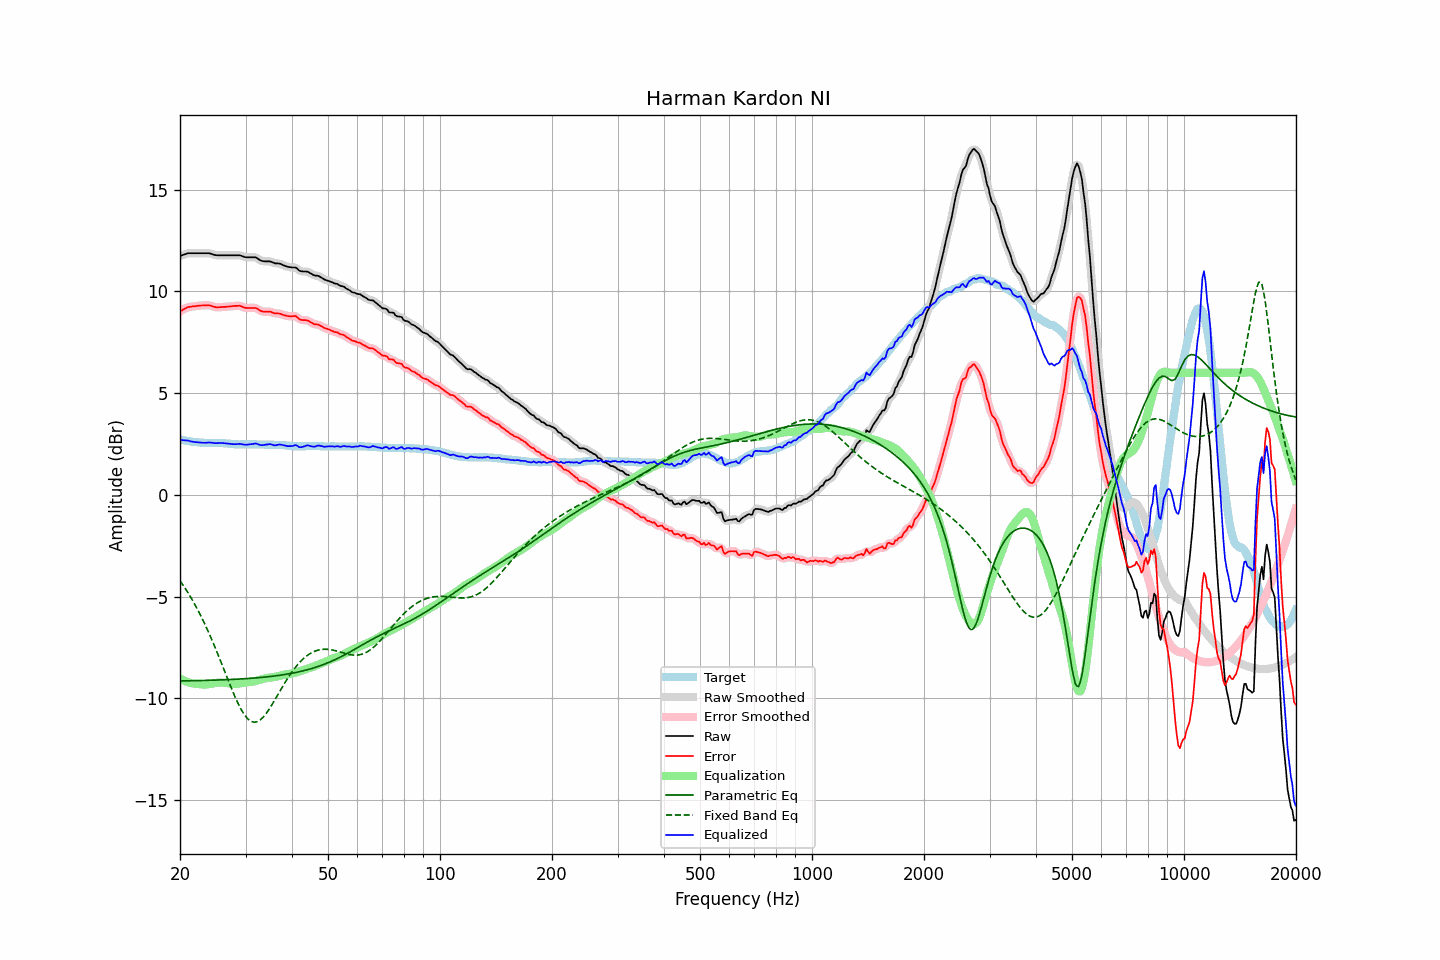 Harman Kardon NI
Amplitude (dBr)
15
10
5
0
−5
−10
−15
Target
Raw Smoothed
Error Smoothed
Raw
Error
Equalization
Parametric Eq
Fixed Band Eq
Equalized
20 50 100 200 500 1000 2000 5000 10000 20000
Frequency (Hz)